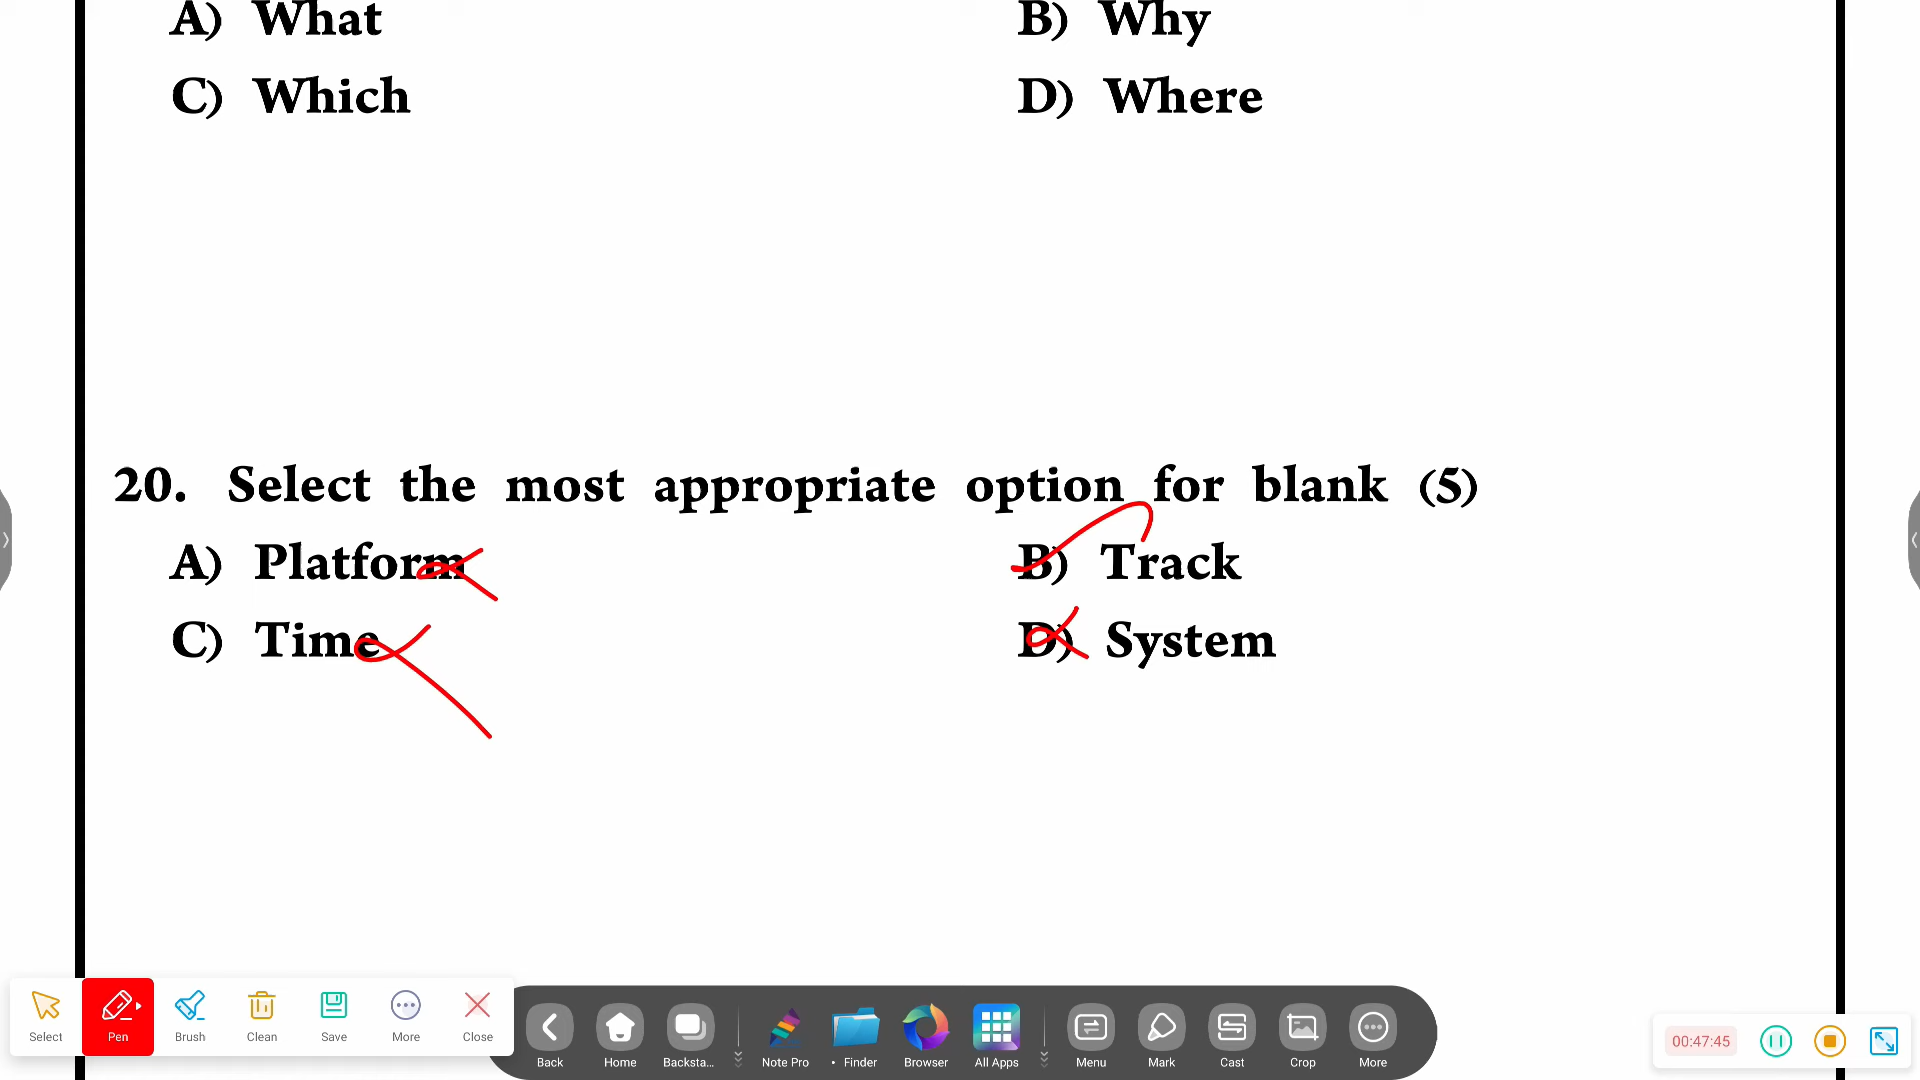 A) What B) Why
C) Which D) Where
20. Select the most appropriate option for blank (5)
A) Platform B) Track
C) Time D) System
Select Pen Brush Clean Save More Close
Back Home Backsta... Note Pro • Finder Browser All Apps Menu Mark Cast Crop More
00:47:45